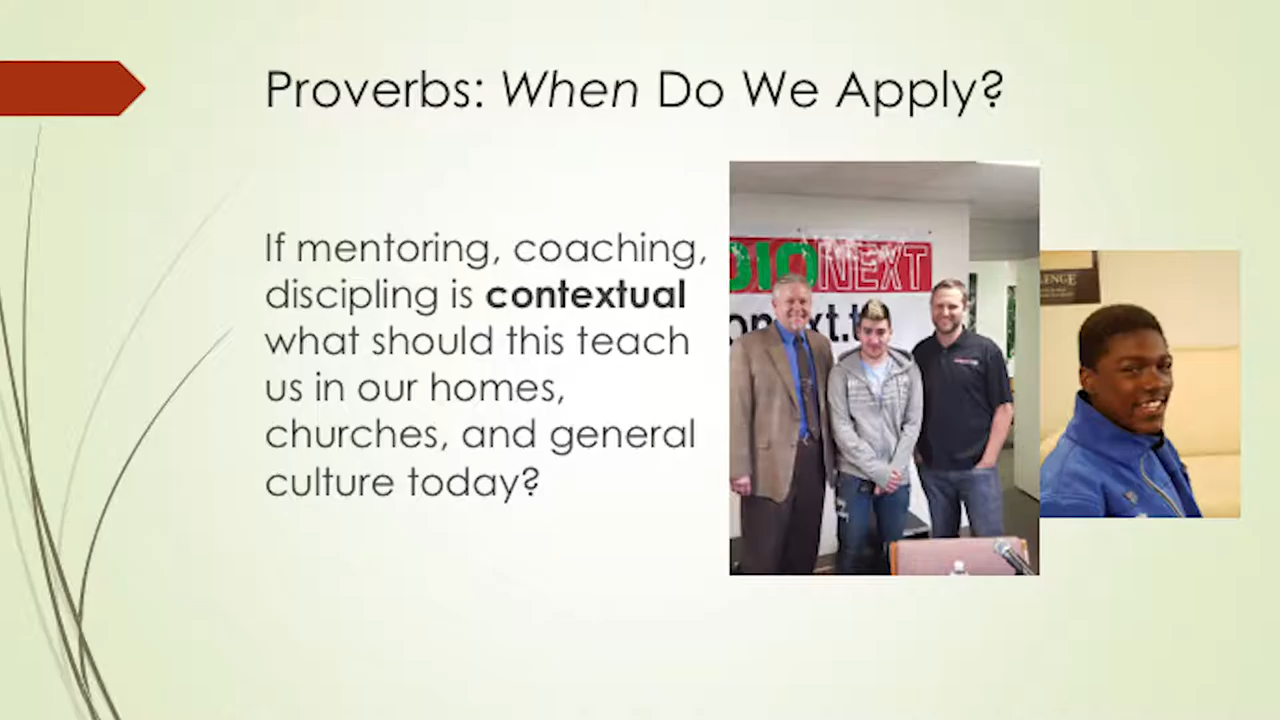 Proverbs: When Do We Apply?
If mentoring, coaching,
discipling is contextual
what should this teach
us in our homes,
churches, and general
culture today?
DIONEXT